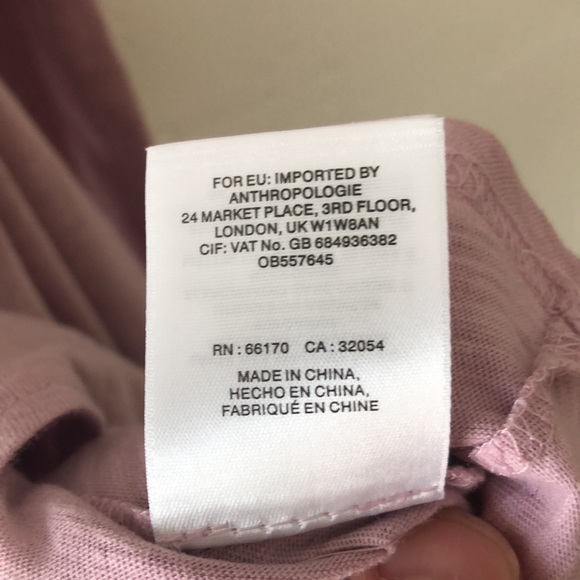 FOR EU: IMPORTED BY
ANTHROPOLOGIE
24 MARKET PLACE, 3RD FLOOR,
LONDON, UK W1W8AN
CIF: VAT No. GB 684936382
OB557645
RN : 66170 CA : 32054
MADE IN CHINA,
HECHO EN CHINA,
FABRIQUÉ EN CHINE